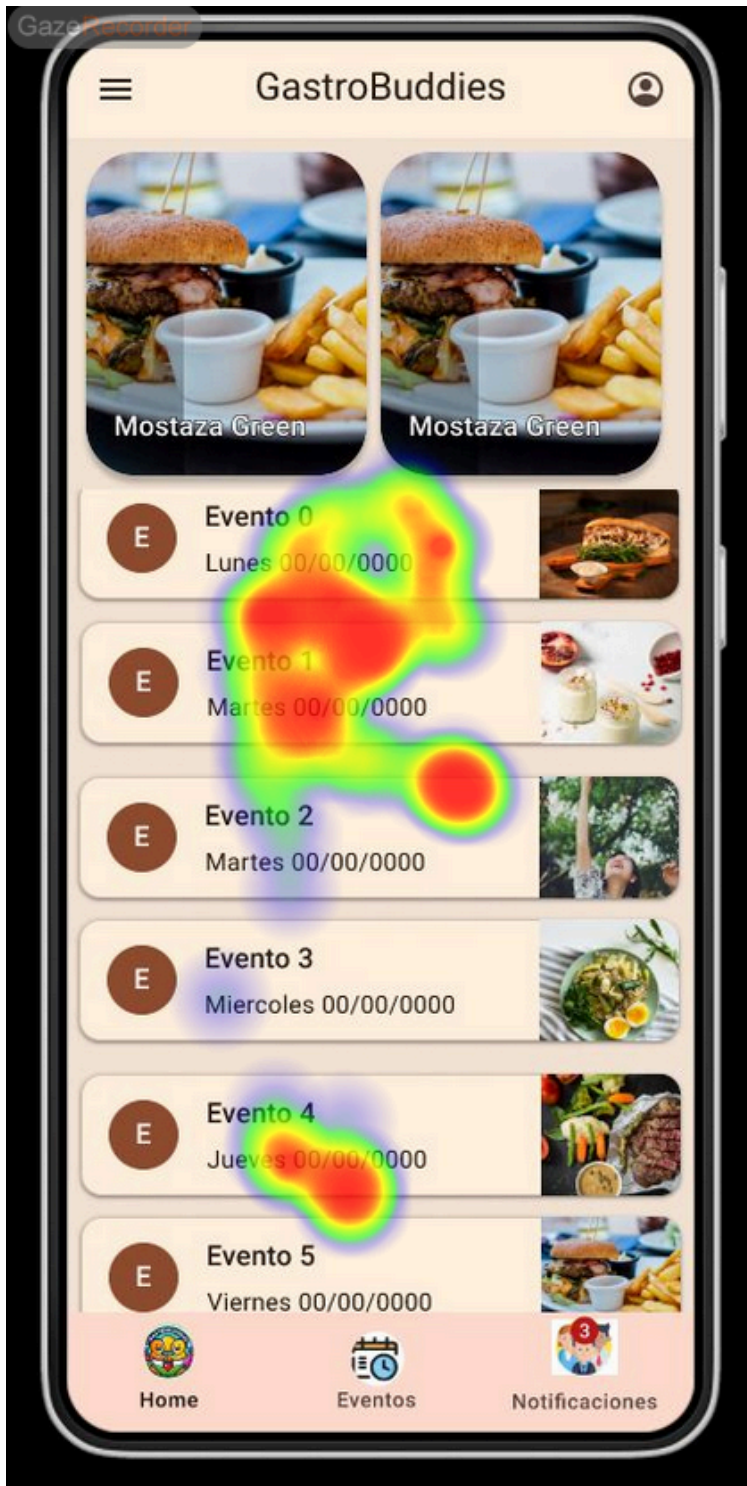 GazeRecorder
GastroBuddies
Mostaza Green
Mostaza Green
E
Evento 0
Lunes 00/00/0000
E
Evento 1
Martes 00/00/0000
E
Evento 2
Martes 00/00/0000
E
Evento 3
Miercoles 00/00/0000
E
Evento 4
Jueves 00/00/0000
E
Evento 5
Viernes 00/00/0000
3
Home
Eventos
Notificaciones